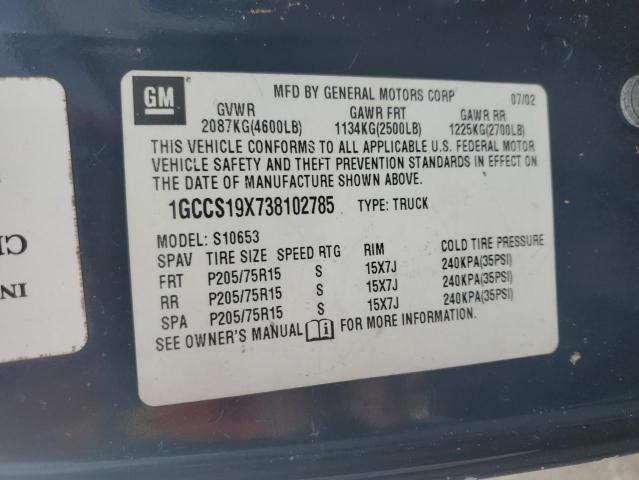 GM
MFD BY GENERAL MOTORS CORP 07/02
GVWR GAWR FRT GAWR RR
2087KG(4600LB) 1134KG(2500LB) 1225KG(2700LB)
THIS VEHICLE CONFORMS TO ALL APPLICABLE U.S. FEDERAL MOTOR
VEHICLE SAFETY AND THEFT PREVENTION STANDARDS IN EFFECT ON
THE DATE OF MANUFACTURE SHOWN ABOVE.
1GCCS19X738102785 TYPE: TRUCK
MODEL: S10653
SPAV TIRE SIZE SPEED RTG RIM COLD TIRE PRESSURE
FRT P205/75R15 S 15X7J 240KPA(35PSI)
RR P205/75R15 S 15X7J 240KPA(35PSI)
SPA P205/75R15 S 15X7J 240KPA(35PSI)
SEE OWNER'S MANUAL FOR MORE INFORMATION.
IN